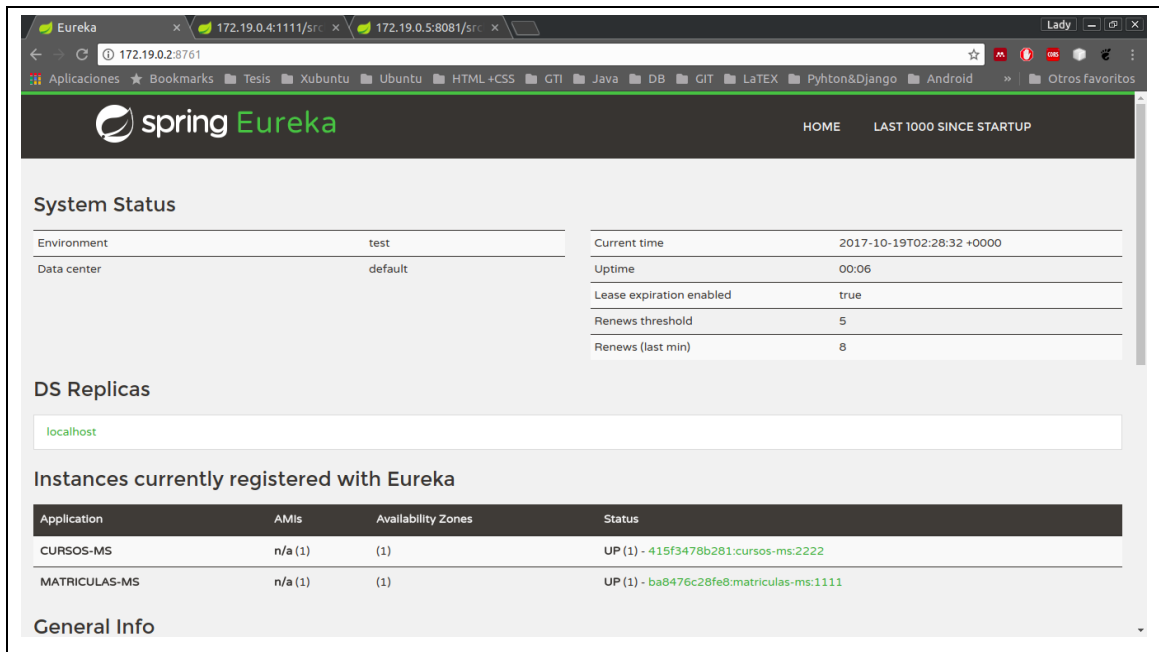 Eureka
172.19.0.4:1111/src
172.19.0.5:8081/src
Lady
172.19.0.2:8761
Aplicaciones Bookmarks Tesis Xubuntu Ubuntu HTML+CSS GTI Java DB GIT LaTEX Pyhton&Django Android » Otros favoritos
spring Eureka
HOME LAST 1000 SINCE STARTUP
System Status
Environment test
Data center default
Current time 2017-10-19T02:28:32 +0000
Uptime 00:06
Lease expiration enabled true
Renews threshold 5
Renews (last min) 8
DS Replicas
localhost
Instances currently registered with Eureka
Application AMIs Availability Zones Status
CURSOS-MS n/a (1) (1) UP (1) - 415f3478b281:cursos-ms:2222
MATRICULAS-MS n/a (1) (1) UP (1) - ba8476c28fe8:matriculas-ms:1111
General Info